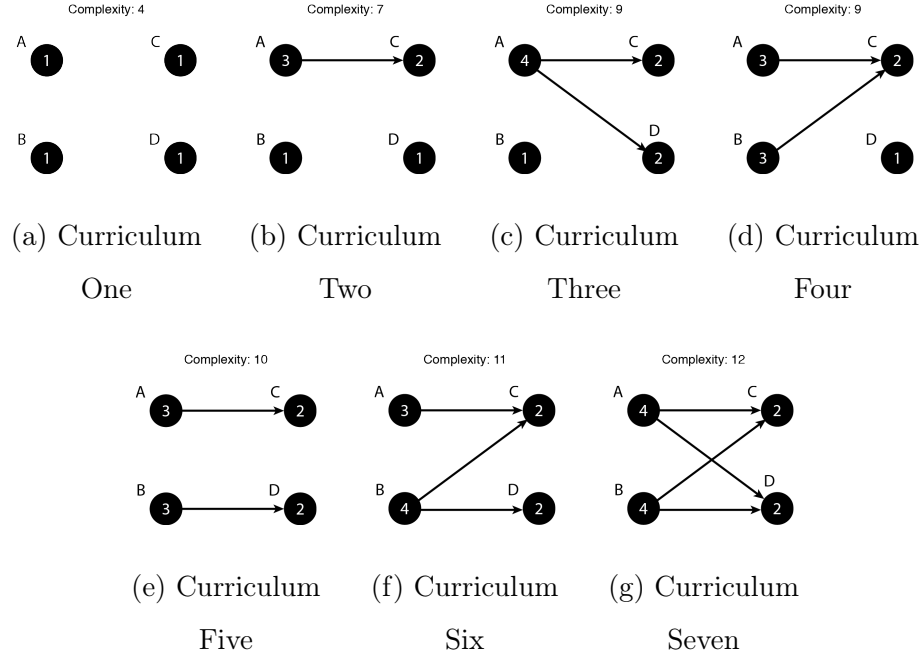 Complexity: 4
A 1 C 1
B 1 D 1
(a) Curriculum
One
Complexity: 7
A 3 C 2
B 1 D 1
(b) Curriculum
Two
Complexity: 9
A 4 C 2
B 1 D 2
(c) Curriculum
Three
Complexity: 9
A 3 C 2
B 3 D 1
(d) Curriculum
Four
Complexity: 10
A 3 C 2
B 3 D 2
(e) Curriculum
Five
Complexity: 11
A 3 C 2
B 4 D 2
(f) Curriculum
Six
Complexity: 12
A 4 C 2
B 4 D 2
(g) Curriculum
Seven